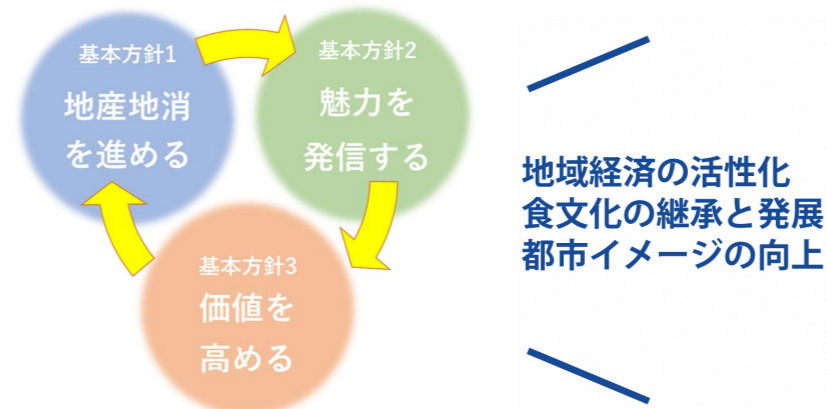 基本方針1
地産地消
を進める
基本方針2
魅力を
発信する
基本方針3
価値を
高める
地域経済の活性化
食文化の継承と発展
都市イメージの向上